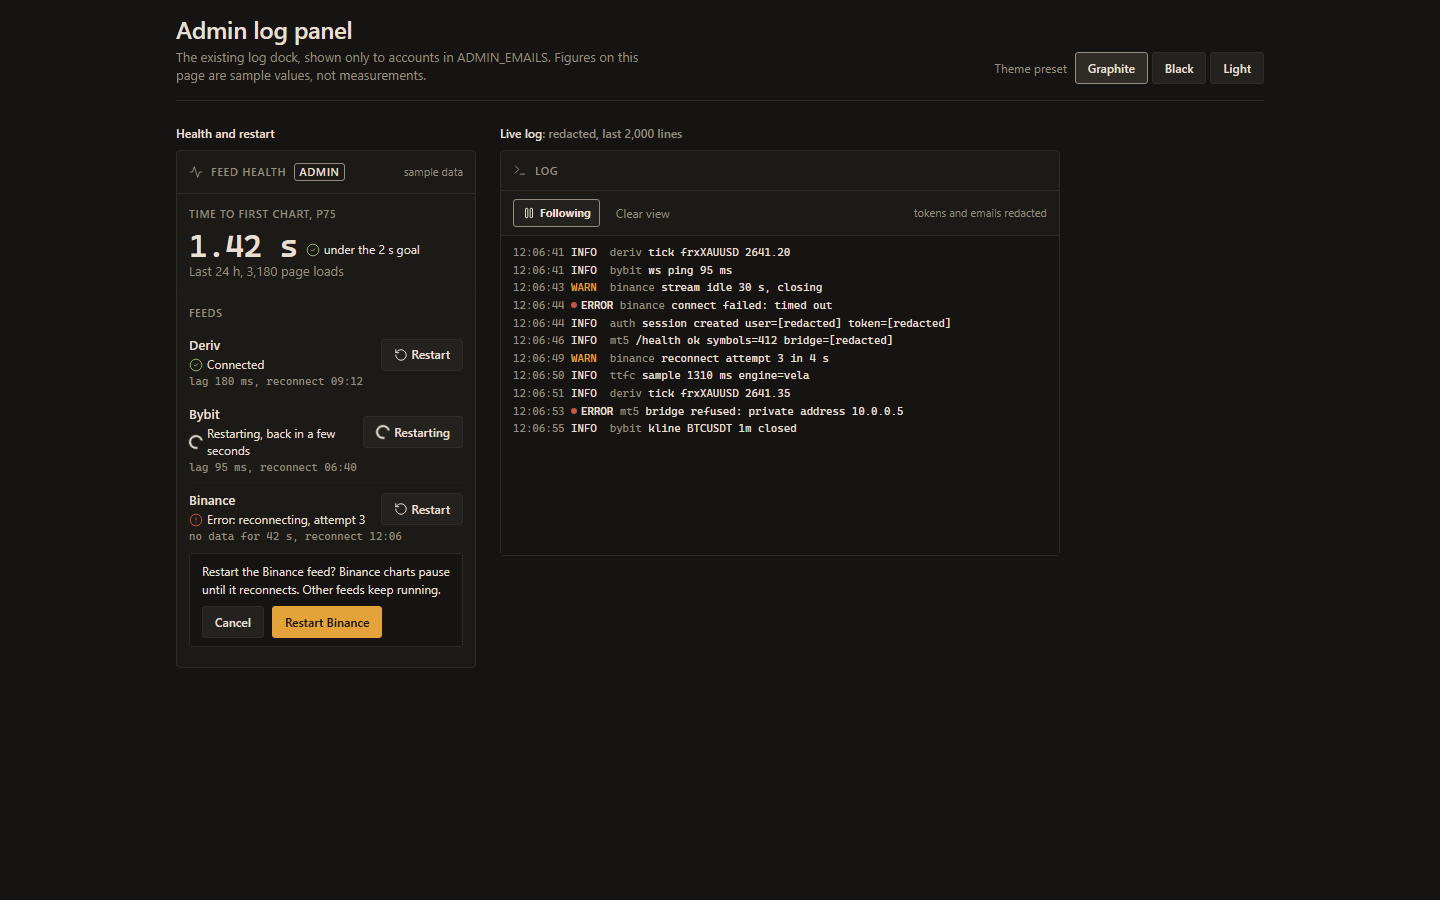 Admin log panel
The existing log dock, shown only to accounts in ADMIN_EMAILS. Figures on this
page are sample values, not measurements.
Theme preset
Graphite
Black
Light
Health and restart
FEED HEALTH
ADMIN
sample data
TIME TO FIRST CHART, P75
1.42 s
under the 2 s goal
Last 24 h, 3,180 page loads
FEEDS
Deriv
Connected
lag 180 ms, reconnect 09:12
Restart
Bybit
Restarting, back in a few
seconds
lag 95 ms, reconnect 06:40
Restarting
Binance
Error: reconnecting, attempt 3
no data for 42 s, reconnect 12:06
Restart
Restart the Binance feed? Binance charts pause
until it reconnects. Other feeds keep running.
Cancel
Restart Binance
Live log: redacted, last 2,000 lines
LOG
Following
Clear view
tokens and emails redacted
12:06:41 INFO deriv tick frxXAUUSD 2641.20
12:06:41 INFO bybit ws ping 95 ms
12:06:43 WARN binance stream idle 30 s, closing
12:06:44 ERROR binance connect failed: timed out
12:06:44 INFO auth session created user=[redacted] token=[redacted]
12:06:46 INFO mt5 /health ok symbols=412 bridge=[redacted]
12:06:49 WARN binance reconnect attempt 3 in 4 s
12:06:50 INFO ttfc sample 1310 ms engine=vela
12:06:51 INFO deriv tick frxXAUUSD 2641.35
12:06:53 ERROR mt5 bridge refused: private address 10.0.0.5
12:06:55 INFO bybit kline BTCUSDT 1m closed